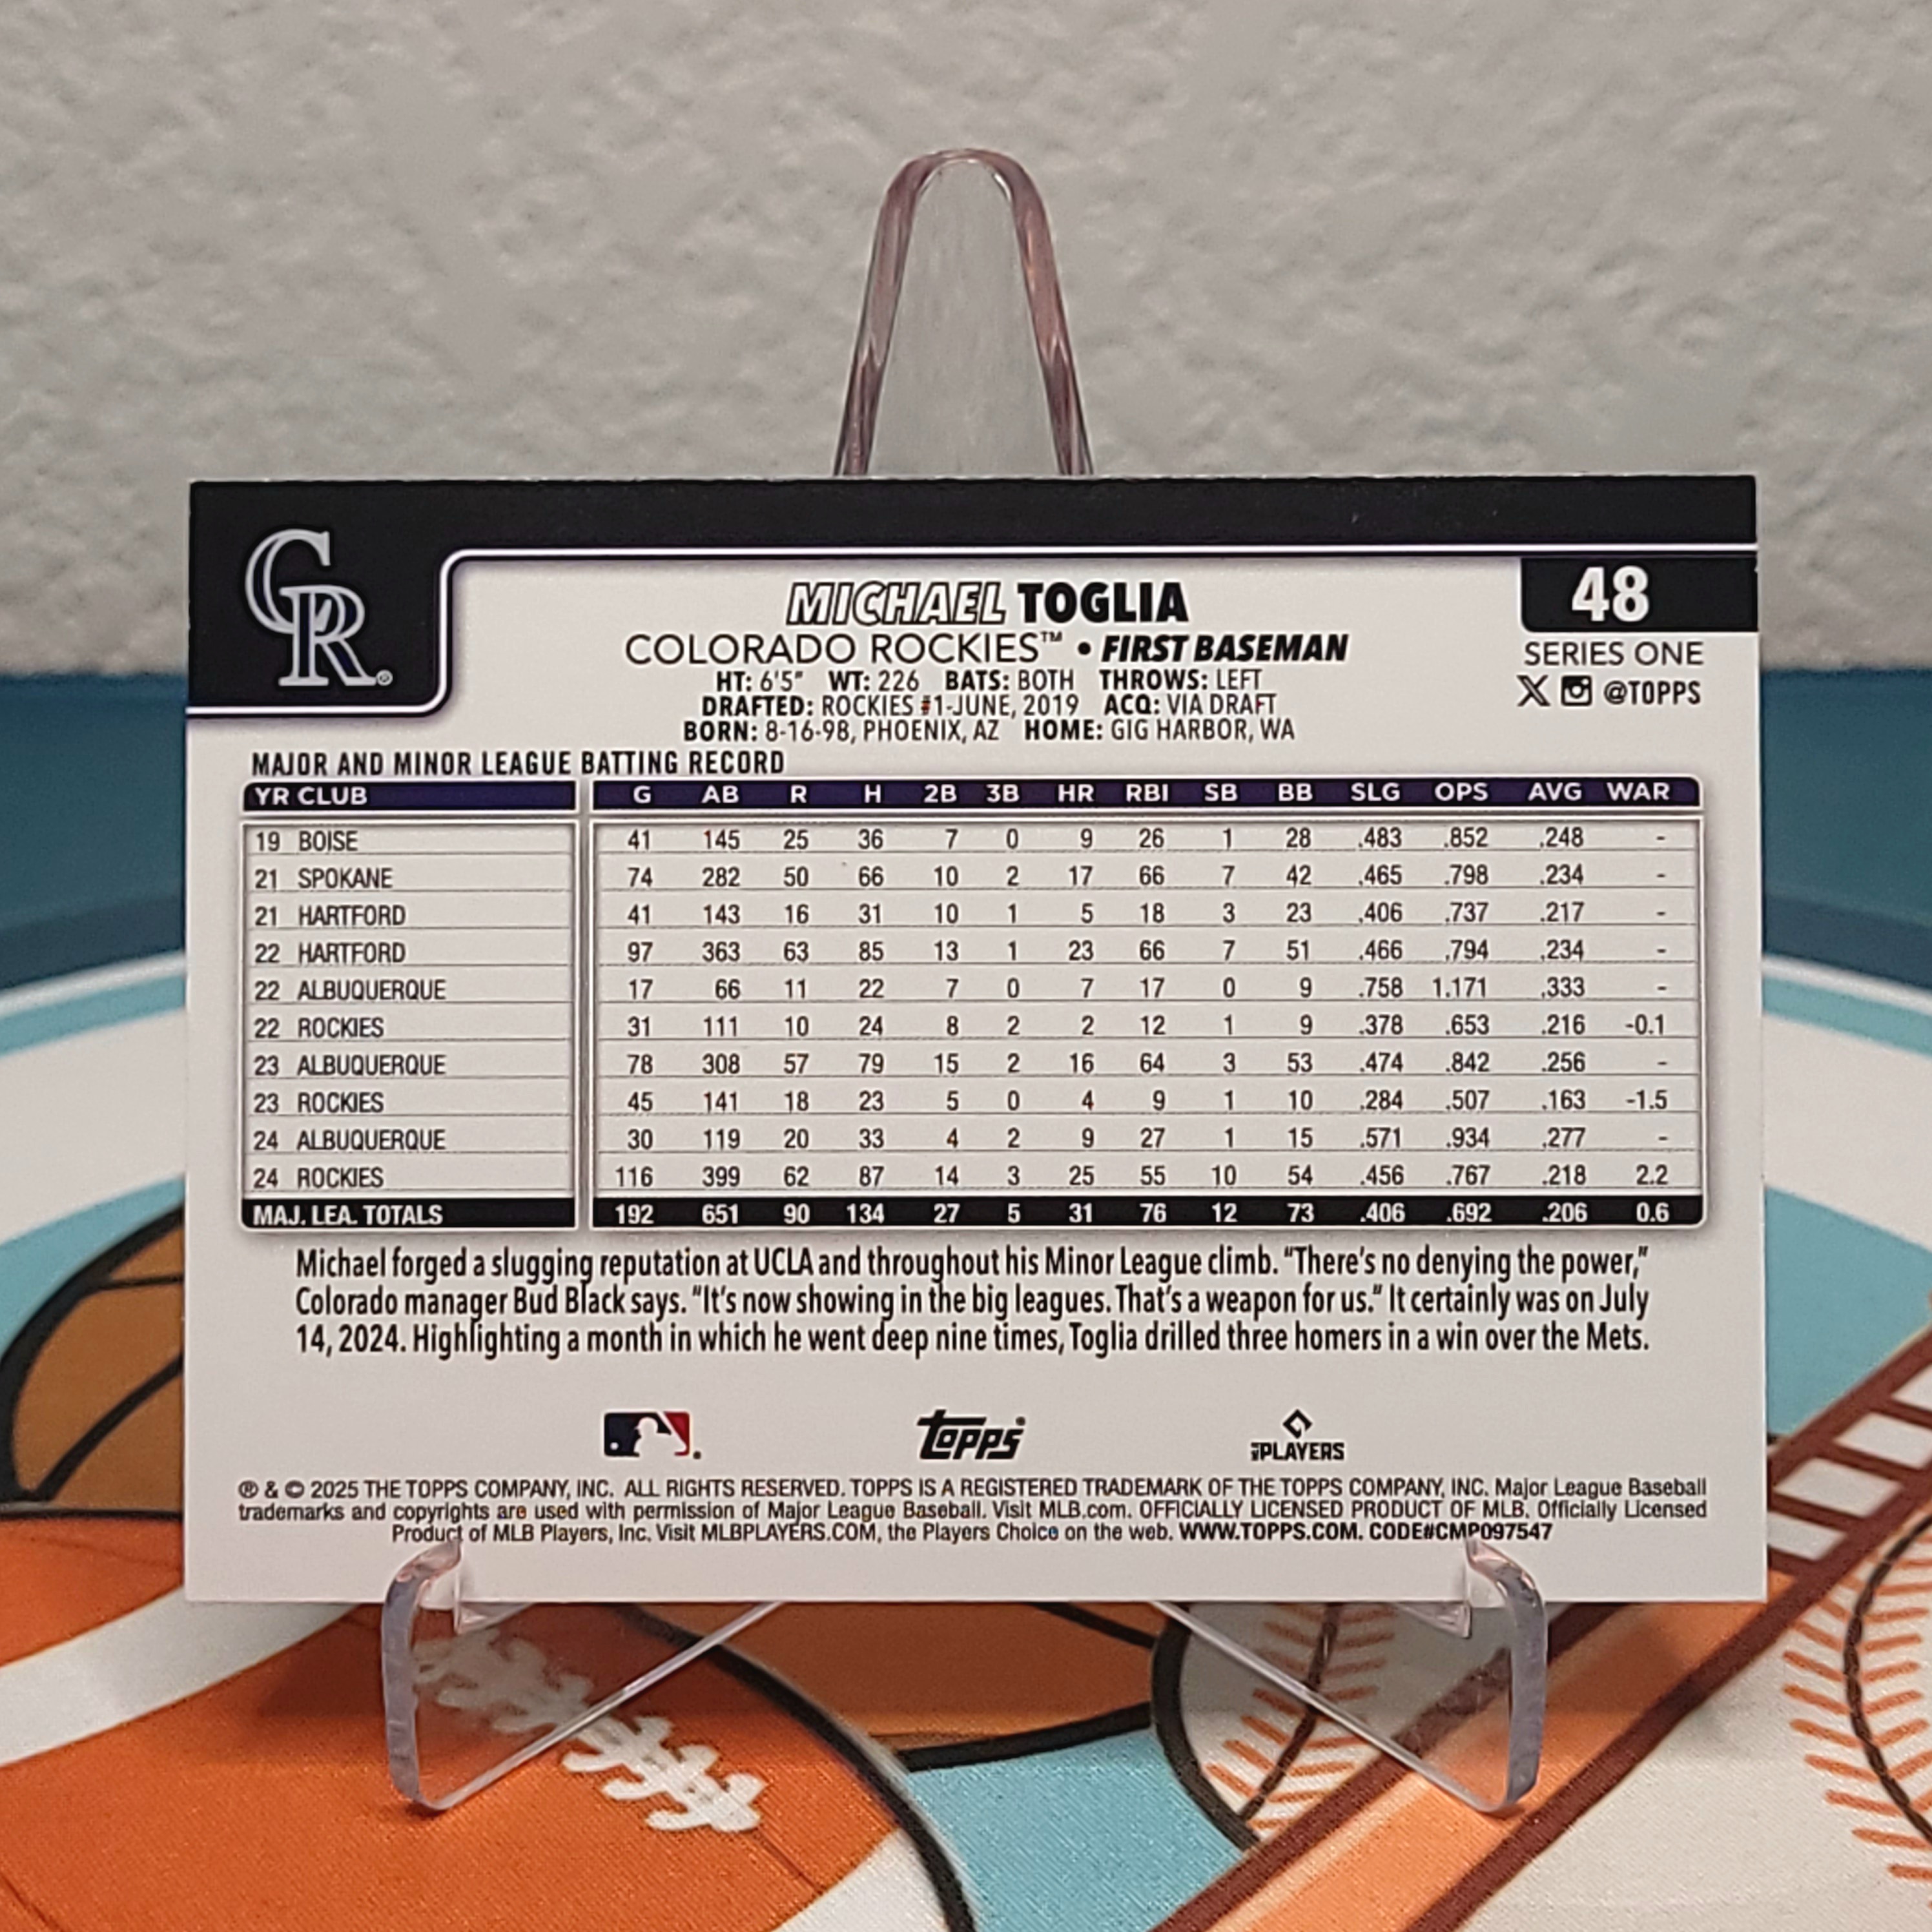 CR®
MICHAEL TOGLIA
48
COLORADO ROCKIES™ • FIRST BASEMAN
SERIES ONE
HT: 6'5" WT: 226 BATS: BOTH THROWS: LEFT
X @TOPPS
DRAFTED: ROCKIES #1-JUNE, 2019 ACQ: VIA DRAFT
BORN: 8-16-98, PHOENIX, AZ HOME: GIG HARBOR, WA
MAJOR AND MINOR LEAGUE BATTING RECORD
YR CLUB G AB R H 2B 3B HR RBI SB BB SLG OPS AVG WAR
19 BOISE 41 145 25 36 7 0 9 26 1 28 .483 .852 .248 -
21 SPOKANE 74 282 50 66 10 2 17 66 7 42 .465 .798 .234 -
21 HARTFORD 41 143 16 31 10 1 5 18 3 23 .406 .737 .217 -
22 HARTFORD 97 363 63 85 13 1 23 66 7 51 .466 .794 .234 -
22 ALBUQUERQUE 17 66 11 22 7 0 7 17 0 9 .758 1.171 .333 -
22 ROCKIES 31 111 10 24 8 2 2 12 1 9 .378 .653 .216 -0.1
23 ALBUQUERQUE 78 308 57 79 15 2 16 64 3 53 .474 .842 .256 -
23 ROCKIES 45 141 18 23 5 0 4 9 1 10 .284 .507 .163 -1.5
24 ALBUQUERQUE 30 119 20 33 4 2 9 27 1 15 .571 .934 .277 -
24 ROCKIES 116 399 62 87 14 3 25 55 10 54 .456 .767 .218 2.2
MAJ. LEA. TOTALS 192 651 90 134 27 5 31 76 12 73 .406 .692 .206 0.6
Michael forged a slugging reputation at UCLA and throughout his Minor League climb. "There's no denying the power,"
Colorado manager Bud Black says. "It's now showing in the big leagues. That's a weapon for us." It certainly was on July
14, 2024. Highlighting a month in which he went deep nine times, Toglia drilled three homers in a win over the Mets.
topps® MLB PLAYERS
® & © 2025 THE TOPPS COMPANY, INC. ALL RIGHTS RESERVED. TOPPS IS A REGISTERED TRADEMARK OF THE TOPPS COMPANY, INC. Major League Baseball
trademarks and copyrights are used with permission of Major League Baseball. Visit MLB.com. OFFICIALLY LICENSED PRODUCT OF MLB. Officially Licensed
Product of MLB Players, Inc. Visit MLBPLAYERS.COM, the Players Choice on the web. WWW.TOPPS.COM. CODE#CMP097547